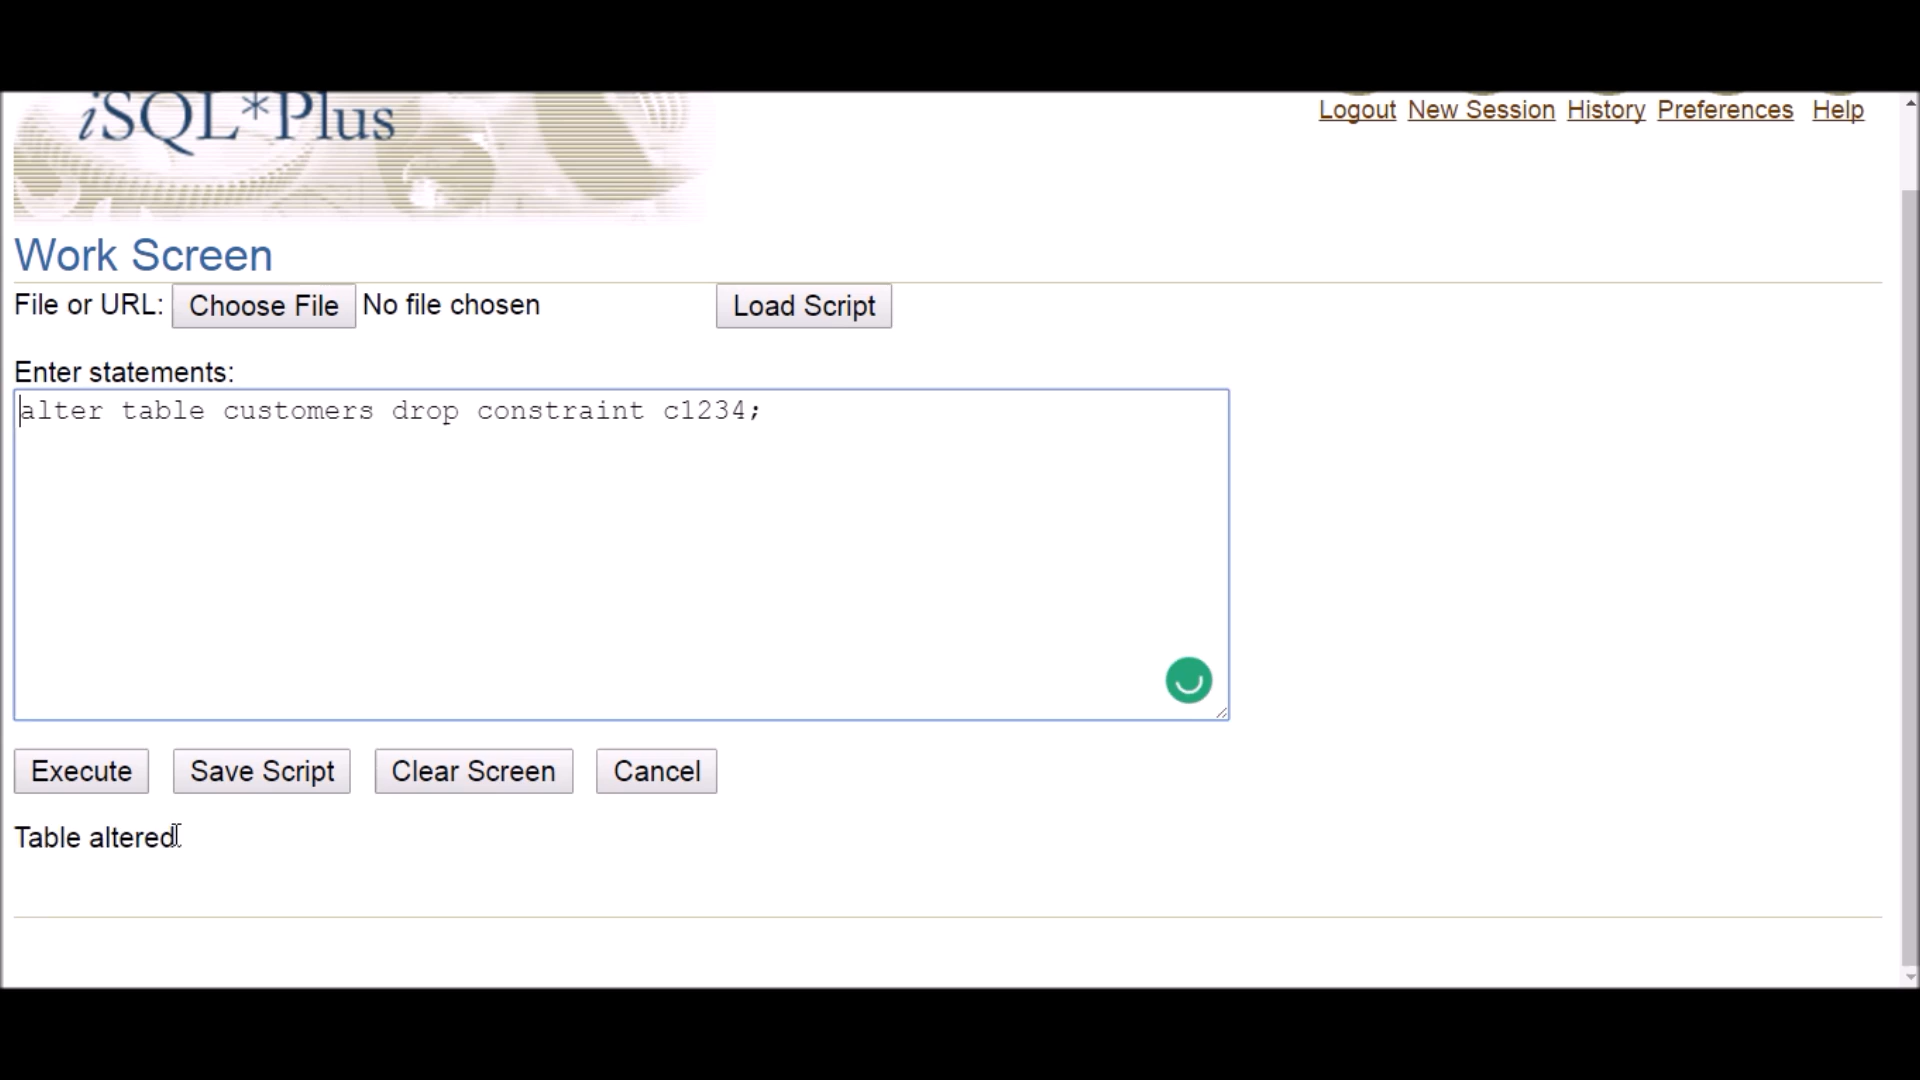 iSQL*Plus
Logout New Session History Preferences Help
Work Screen
File or URL: Choose File No file chosen Load Script
Enter statements:
alter table customers drop constraint c1234;
Execute Save Script Clear Screen Cancel
Table altered.